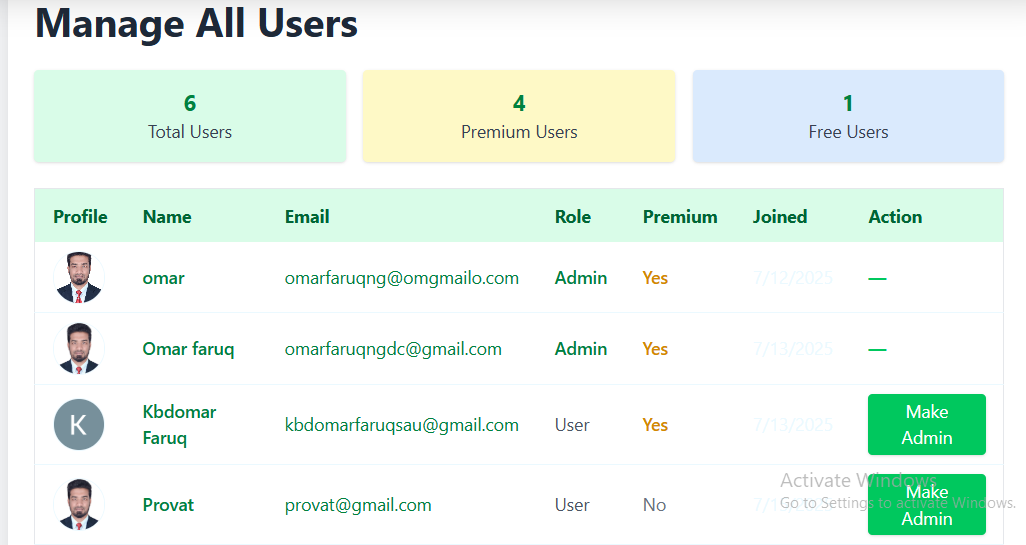 Manage All Users
6
Total Users
4
Premium Users
1
Free Users
Profile Name Email Role Premium Joined Action
omar omarfaruqng@omgmailo.com Admin Yes 7/12/2025 —
Omar faruq omarfaruqngdc@gmail.com Admin Yes 7/13/2025 —
K Kbdomar Faruq kbdomarfaruqsau@gmail.com User Yes 7/13/2025 Make Admin
Provat provat@gmail.com User No Make Admin
Activate Windows
Go to Settings to activate Windows.